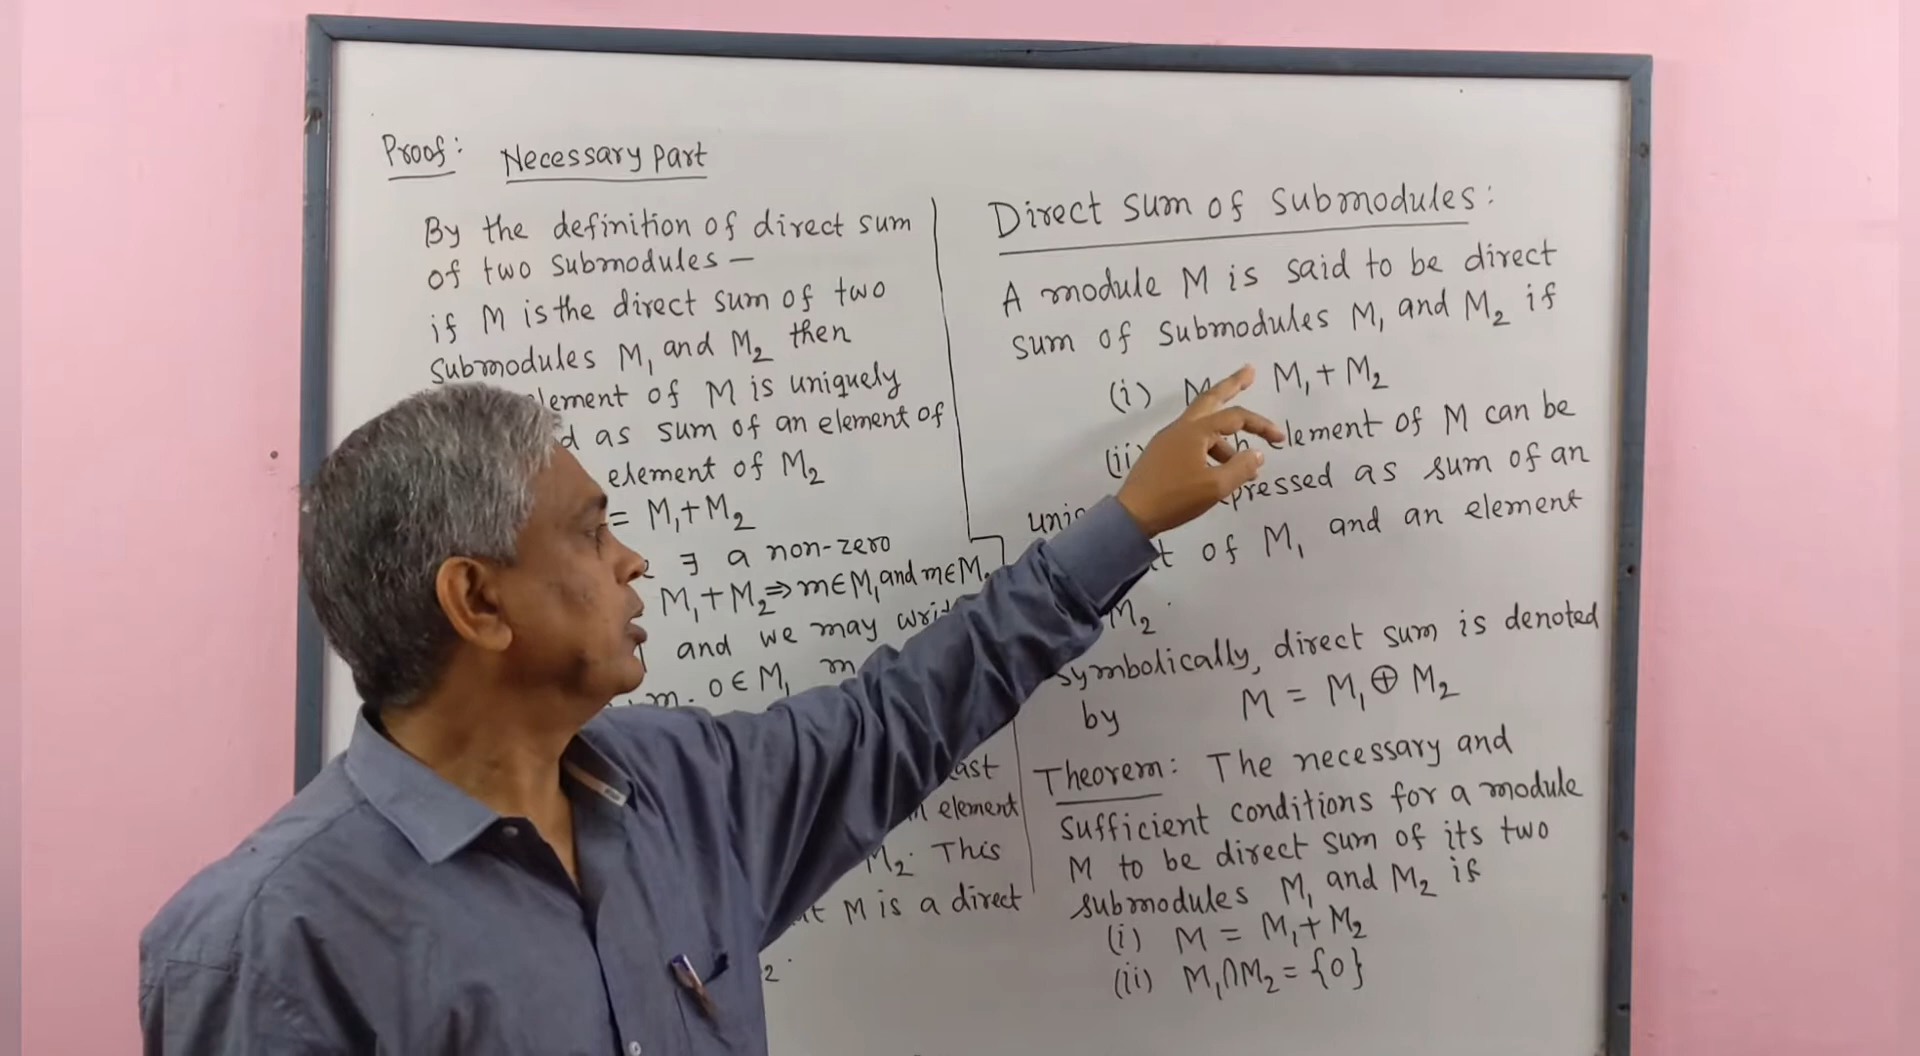 Proof: Necessary part
By the definition of direct sum
of two submodules —
if M is the direct sum of two
submodules M₁ and M₂ then
element of M is uniquely
as sum of an element of
element of M₂
= M₁+M₂
∃ a non-zero
M₁+M₂ ⇒ m∈M₁ and m∈M₂
and we may
0∈M₁ m
element
M₂. This
M is a direct
2.
Direct sum of submodules:
A module M is said to be direct
sum of submodules M₁ and M₂ if
(i) M M₁+M₂
(ii) element of M can be
as sum of an
of M₁ and an element
M₂.
Symbolically, direct sum is denoted
by M = M₁⊕M₂
Theorem: The necessary and
sufficient conditions for a module
M to be direct sum of its two
submodules M₁ and M₂ if
(i) M = M₁+M₂
(ii) M₁∩M₂ = {0}